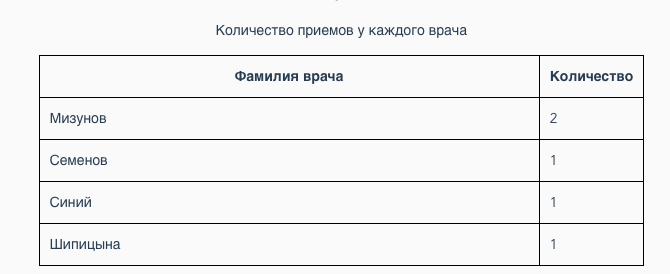 Количество приемов у каждого врача
Фамилия врача Количество
Мизунов 2
Семенов 1
Синий 1
Шипицына 1